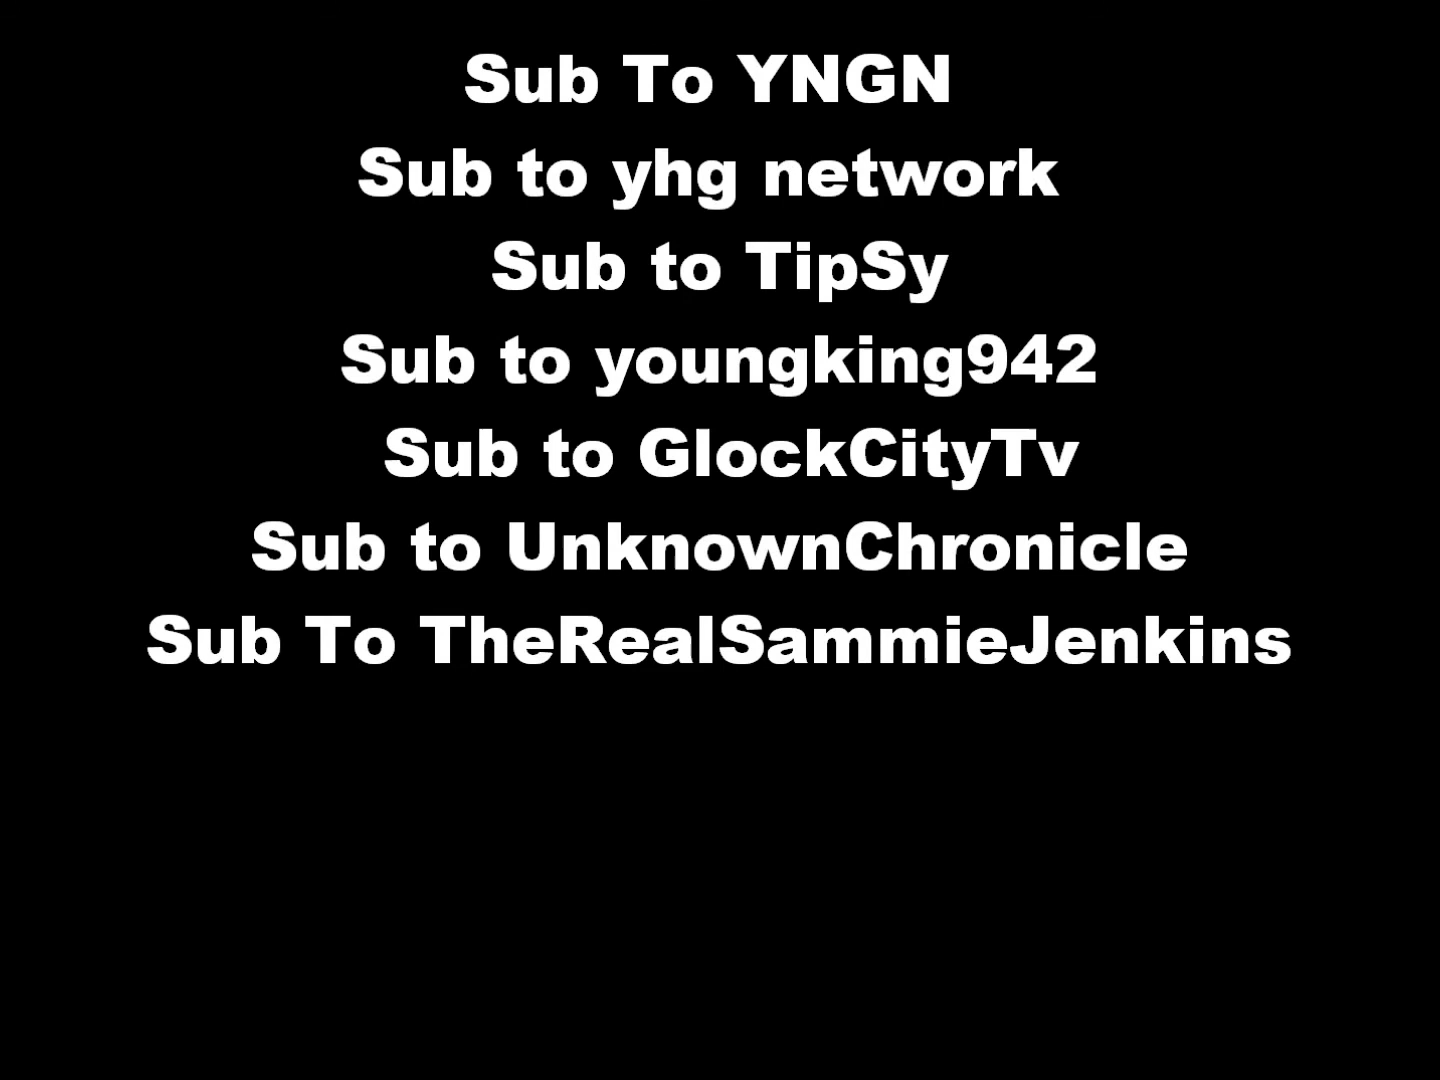 Sub To YNGN
Sub to yhg network
Sub to TipSy
Sub to youngking942
Sub to GlockCityTv
Sub to UnknownChronicle
Sub To TheRealSammieJenkins